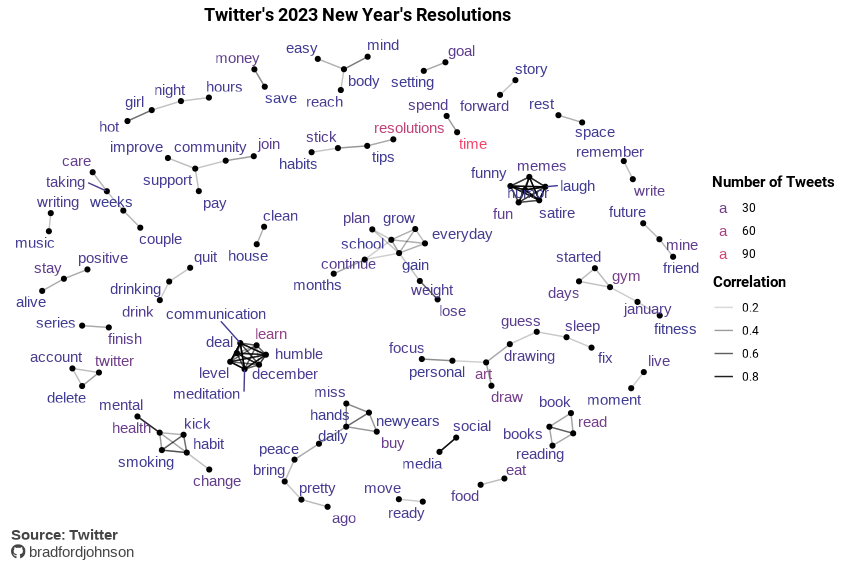 Twitter's 2023 New Year's Resolutions
easy
mind
goal
money
body
setting
story
night
hours
save
reach
forward
girl
spend
rest
hot
resolutions
space
improve
community
join
stick
time
remember
care
habits
tips
memes
funny
laugh
taking
support
humor
write
writing
weeks
pay
fun
satire
music
couple
clean
plan
grow
future
school
everyday
mine
positive
house
friend
stay
quit
continue
gain
started
gym
alive
drinking
months
weight
days
drink
lose
january
communication
fitness
series
finish
learn
guess
sleep
deal
humble
focus
drawing
fix
account
twitter
level
december
personal
live
delete
meditation
art
draw
moment
mental
miss
book
health
kick
hands
newyears
social
books
read
habit
daily
buy
smoking
peace
media
reading
change
bring
eat
pretty
move
food
ago
ready
Number of Tweets
a 30
a 60
a 90
Correlation
0.2
0.4
0.6
0.8
Source: Twitter
bradfordjohnson